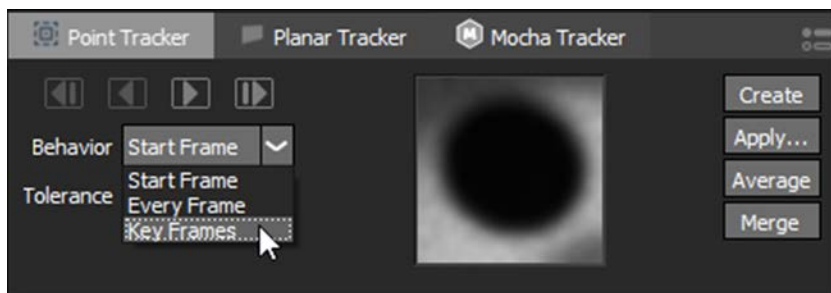 Point Tracker
Planar Tracker
Mocha Tracker
Behavior
Start Frame
Start Frame
Every Frame
Key Frames
Tolerance
Create
Apply...
Average
Merge